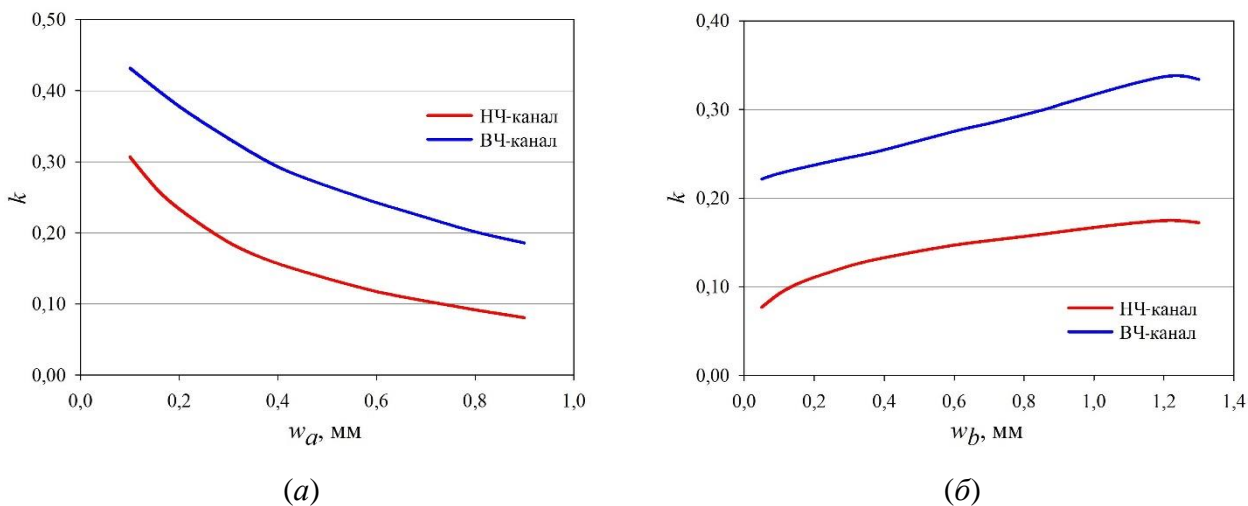 0,50
0,40
0,30
0,20
0,10
0,00
k
0,0 0,2 0,4 0,6 0,8 1,0
wₐ, мм
НЧ-канал
ВЧ-канал
(а)
0,40
0,30
0,20
0,10
0,00
k
0,0 0,2 0,4 0,6 0,8 1,0 1,2 1,4
w_b, мм
НЧ-канал
ВЧ-канал
(б)